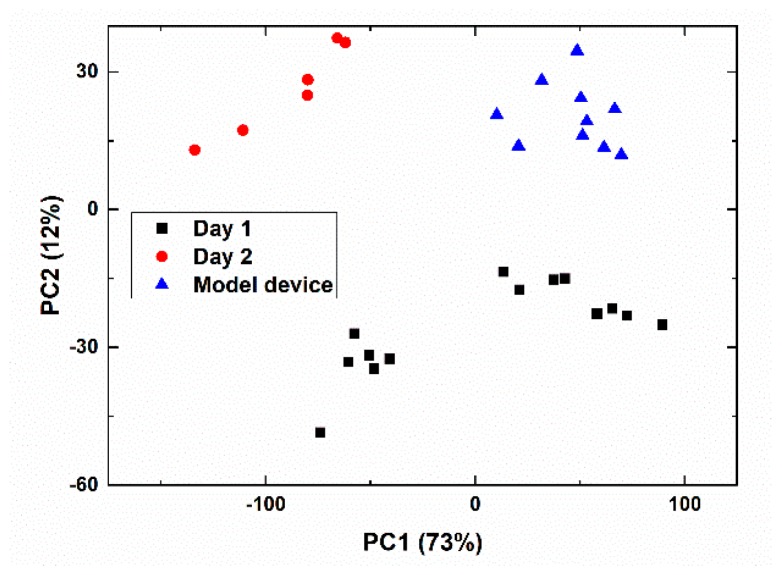 30
0
-30
-60
PC2 (12%)
Day 1
Day 2
Model device
-100
0
100
PC1 (73%)